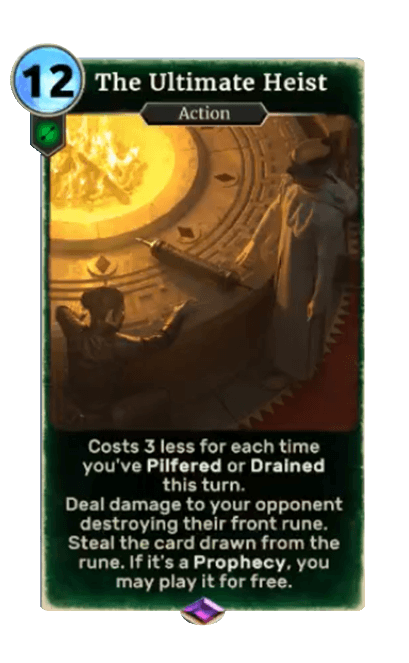 12
The Ultimate Heist
Action
Costs 3 less for each time
you've Pilfered or Drained
this turn.
Deal damage to your opponent
destroying their front rune.
Steal the card drawn from the
rune. If it's a Prophecy, you
may play it for free.